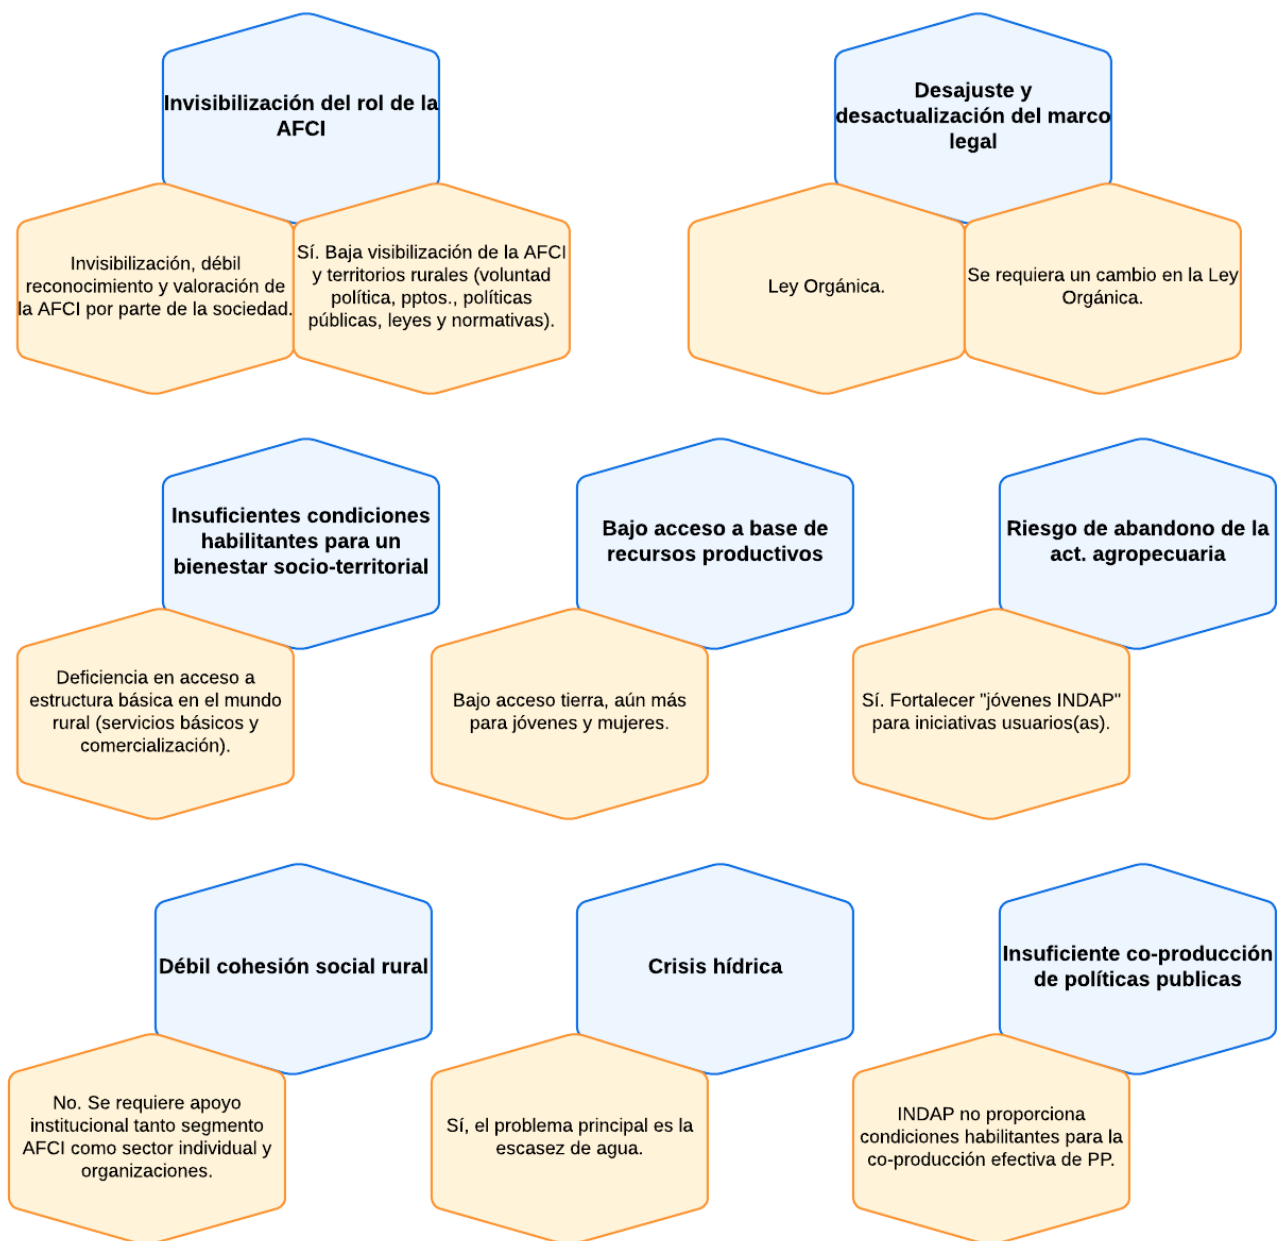 Invisibilización del rol de la
AFCI
Invisibilización, débil
reconocimiento y valoración de
la AFCI por parte de la sociedad.
Sí. Baja visibilización de la AFCI
y territorios rurales (voluntad
política, pptos., políticas
públicas, leyes y normativas).
Desajuste y
desactualización del marco
legal
Ley Orgánica.
Se requiera un cambio en la Ley
Orgánica.
Insuficientes condiciones
habilitantes para un
bienestar socio-territorial
Deficiencia en acceso a
estructura básica en el mundo
rural (servicios básicos y
comercialización).
Bajo acceso a base de
recursos productivos
Bajo acceso tierra, aún más
para jóvenes y mujeres.
Riesgo de abandono de la
act. agropecuaria
Sí. Fortalecer "jóvenes INDAP"
para iniciativas usuarios(as).
Débil cohesión social rural
No. Se requiere apoyo
institucional tanto segmento
AFCI como sector individual y
organizaciones.
Crisis hídrica
Sí, el problema principal es la
escasez de agua.
Insuficiente co-producción
de políticas publicas
INDAP no proporciona
condiciones habilitantes para la
co-producción efectiva de PP.